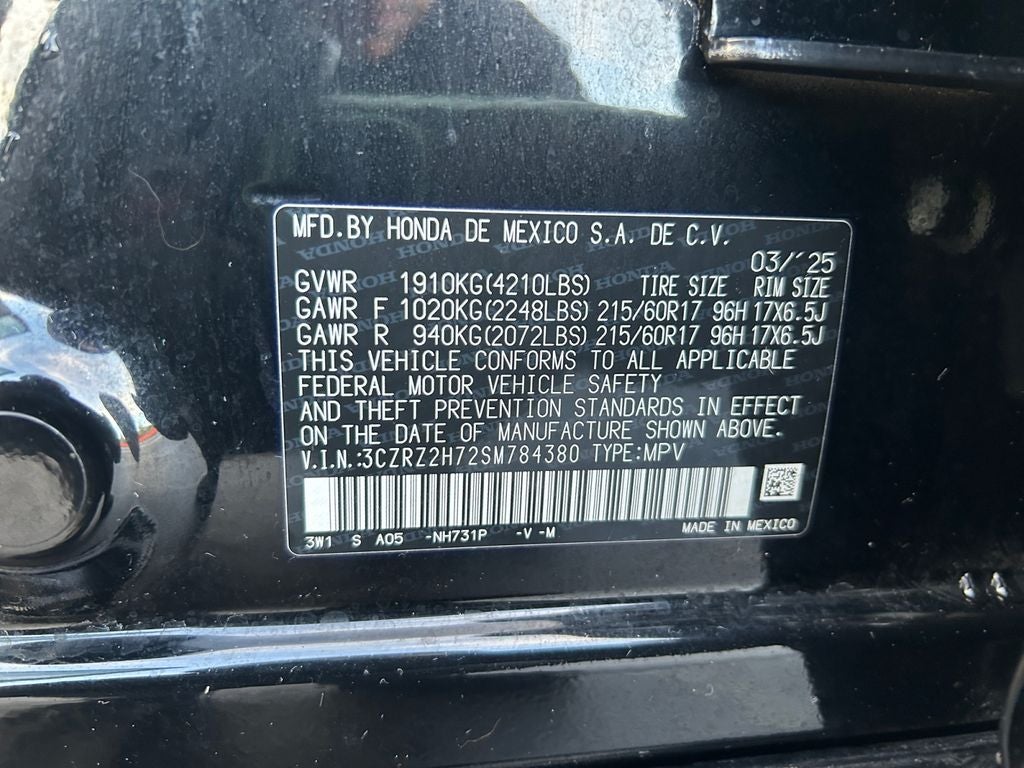 MFD.BY HONDA DE MEXICO S.A. DE C.V.
03/'25
GVWR 1910KG(4210LBS) TIRE SIZE RIM SIZE
GAWR F 1020KG(2248LBS) 215/60R17 96H 17X6.5J
GAWR R 940KG(2072LBS) 215/60R17 96H 17X6.5J
THIS VEHICLE CONFORMS TO ALL APPLICABLE
FEDERAL MOTOR VEHICLE SAFETY
AND THEFT PREVENTION STANDARDS IN EFFECT
ON THE DATE OF MANUFACTURE SHOWN ABOVE.
V.I.N.:3CZRZ2H72SM784380 TYPE:MPV
3W1 S A05 -NH731P -V -M MADE IN MEXICO